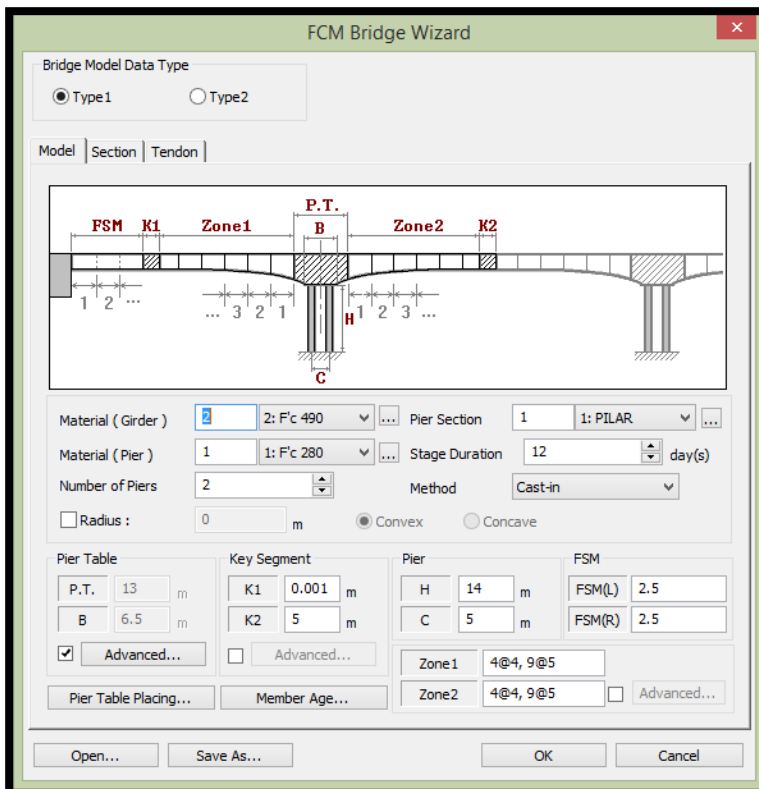 FCM Bridge Wizard
Bridge Model Data Type
Type1 Type2
Model Section Tendon
P.T.
FSM K1 Zone1 B Zone2 K2
1 2 ... ... 3 2 1 H 1 2 3 ...
C
Material ( Girder ) 2 2: F'c 490 ... Pier Section 1 1: PILAR ...
Material ( Pier ) 1 1: F'c 280 ... Stage Duration 12 day(s)
Number of Piers 2 Method Cast-in
Radius : 0 m Convex Concave
Pier Table Key Segment Pier FSM
P.T. 13 m K1 0.001 m H 14 m FSM(L) 2.5
B 6.5 m K2 5 m C 5 m FSM(R) 2.5
Advanced... Advanced... Zone1 4@4, 9@5
Pier Table Placing... Member Age... Zone2 4@4, 9@5 Advanced...
Open... Save As... OK Cancel